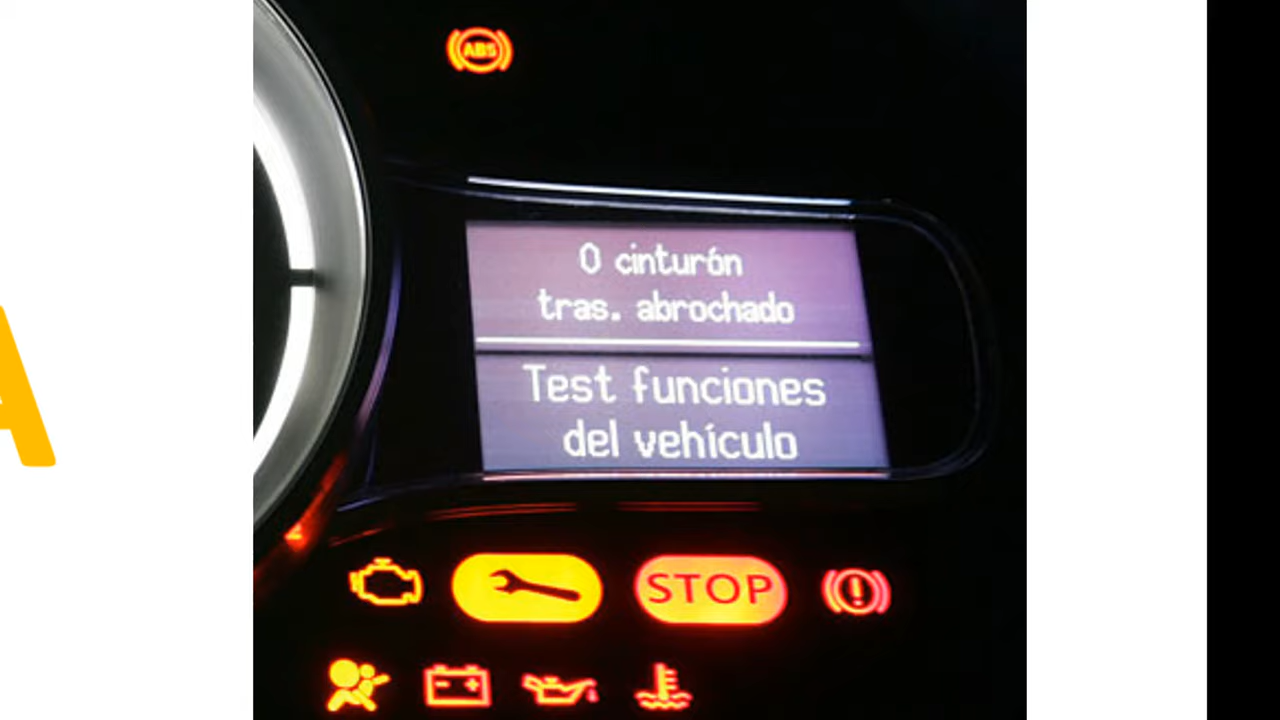 ABS
0 cinturón
tras. abrochado
Test funciones
del vehículo
STOP
A